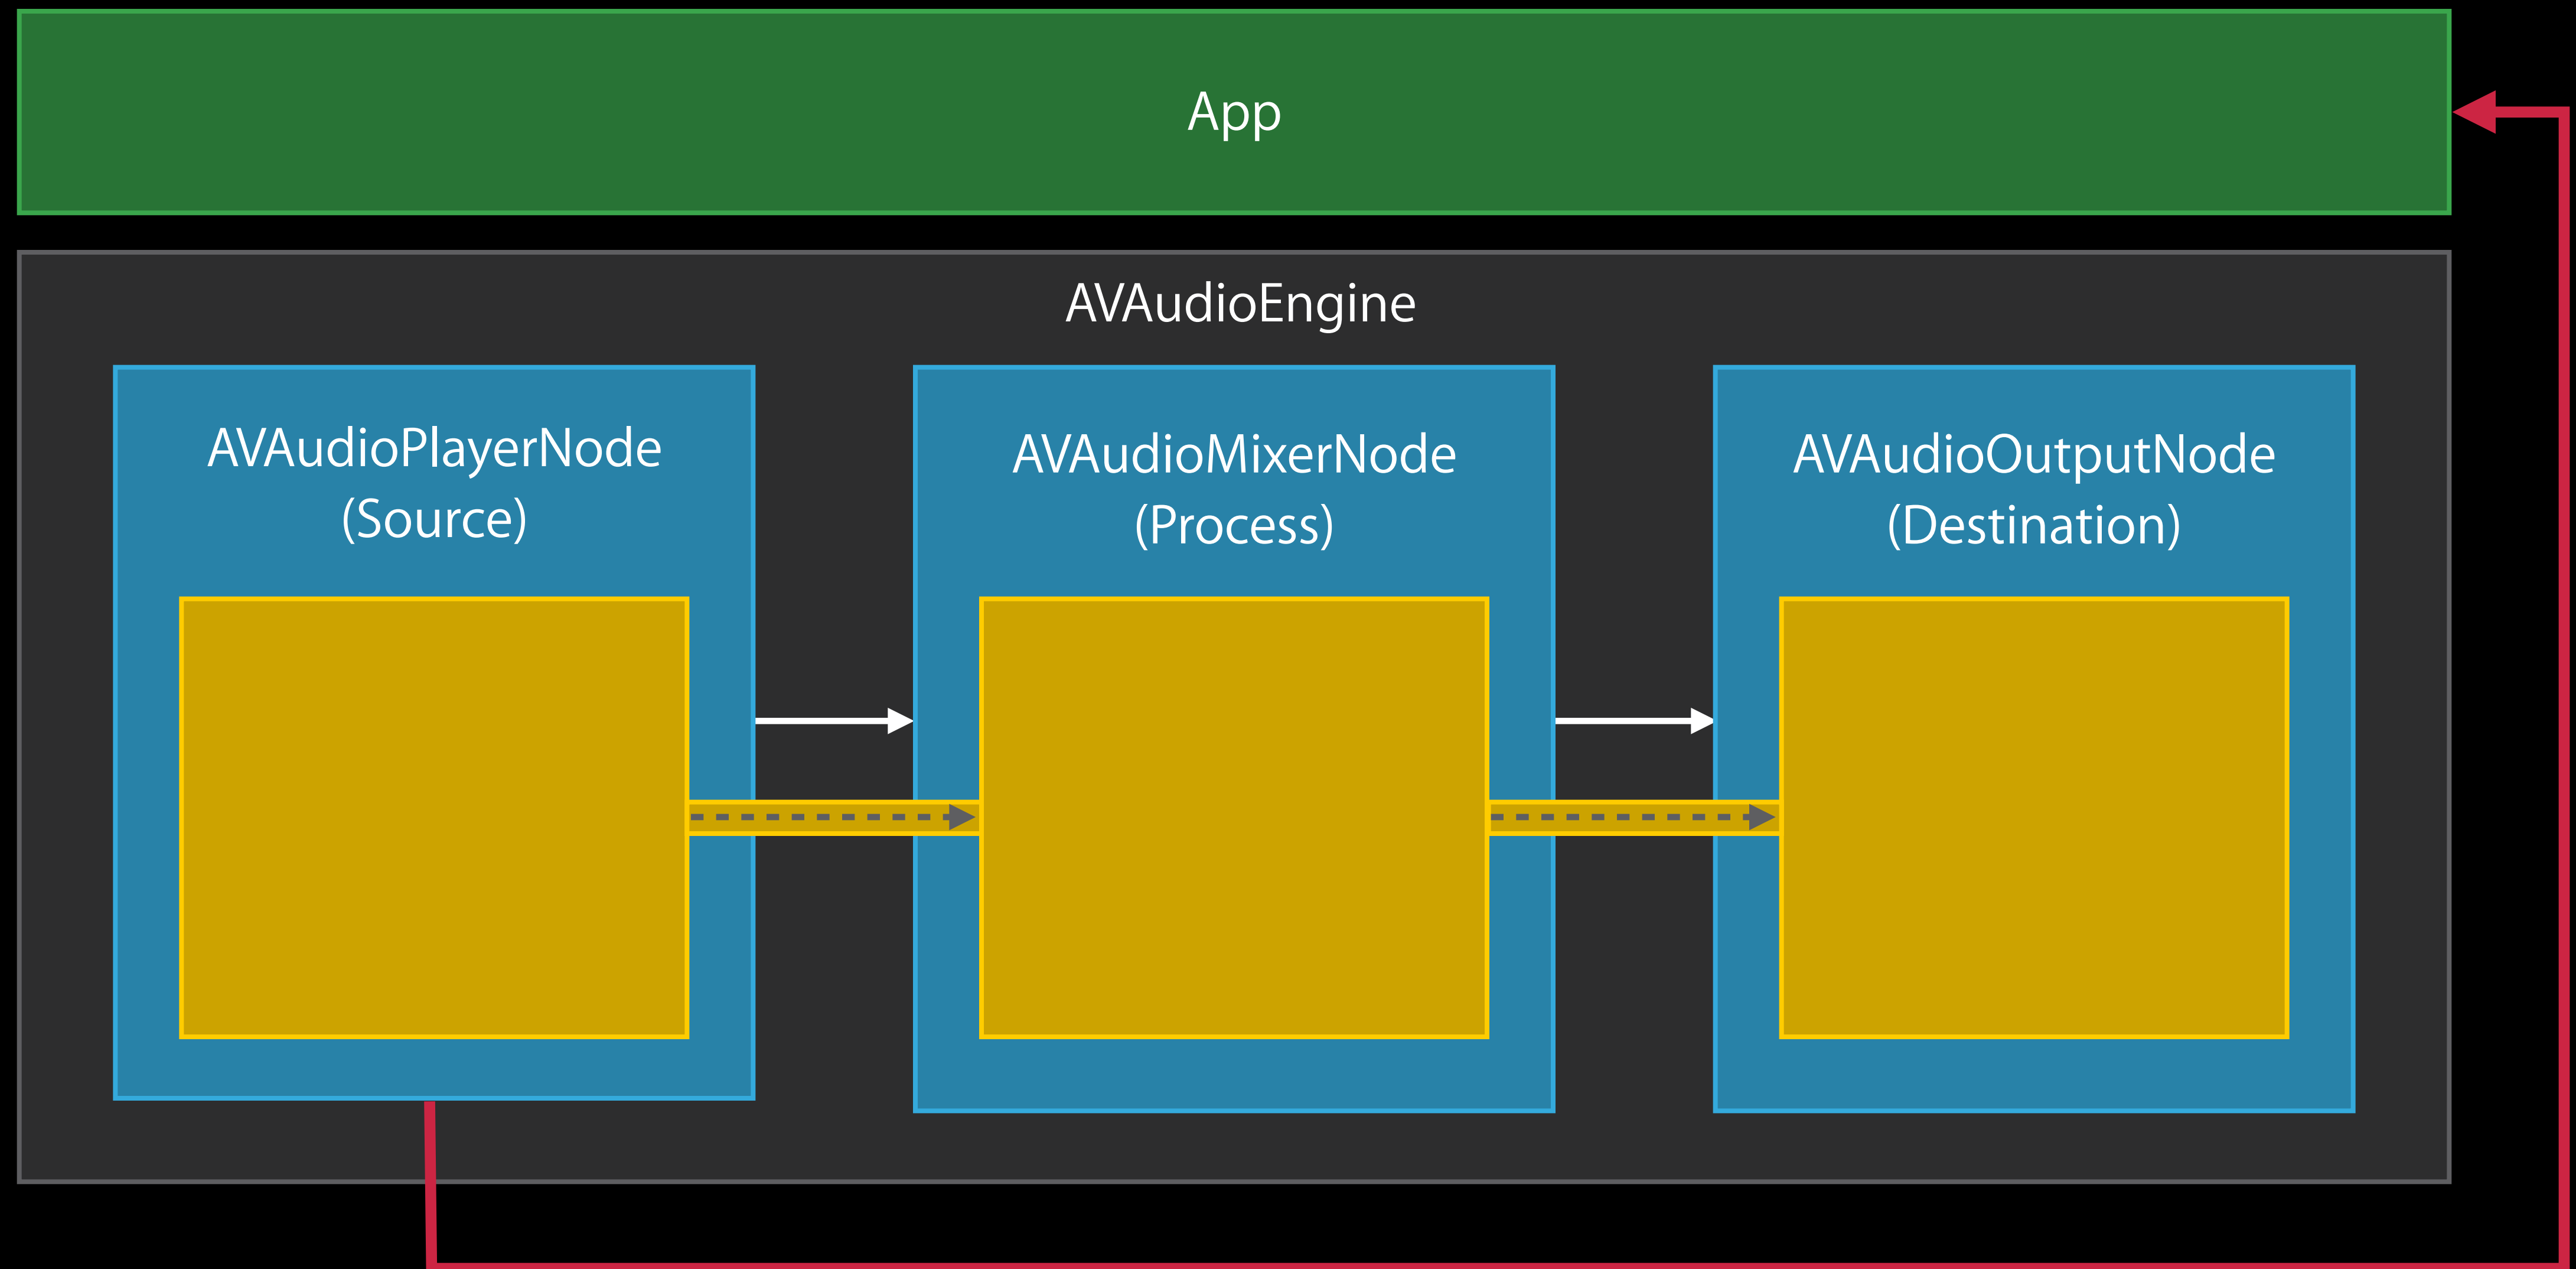 App
AVAudioEngine
AVAudioPlayerNode
(Source)
AVAudioMixerNode
(Process)
AVAudioOutputNode
(Destination)